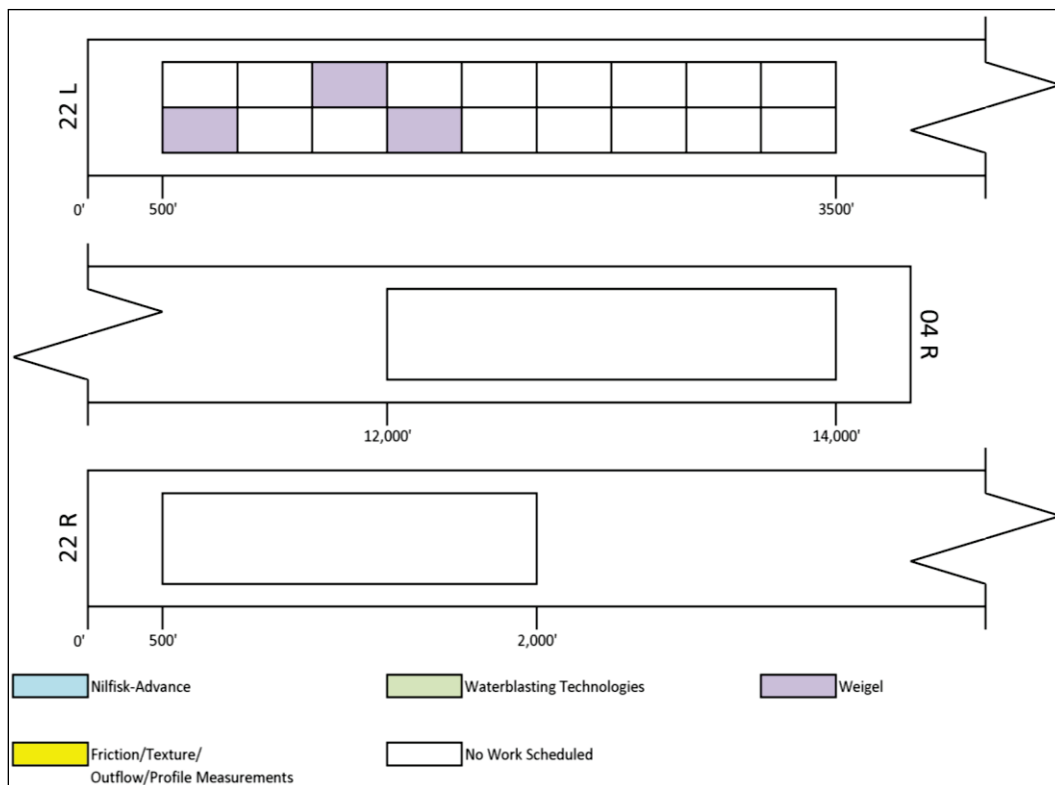 22 L
0'
500'
3500'
04 R
12,000'
14,000'
22 R
0'
500'
2,000'
Nilfisk-Advance
Waterblasting Technologies
Weigel
Friction/Texture/
Outflow/Profile Measurements
No Work Scheduled